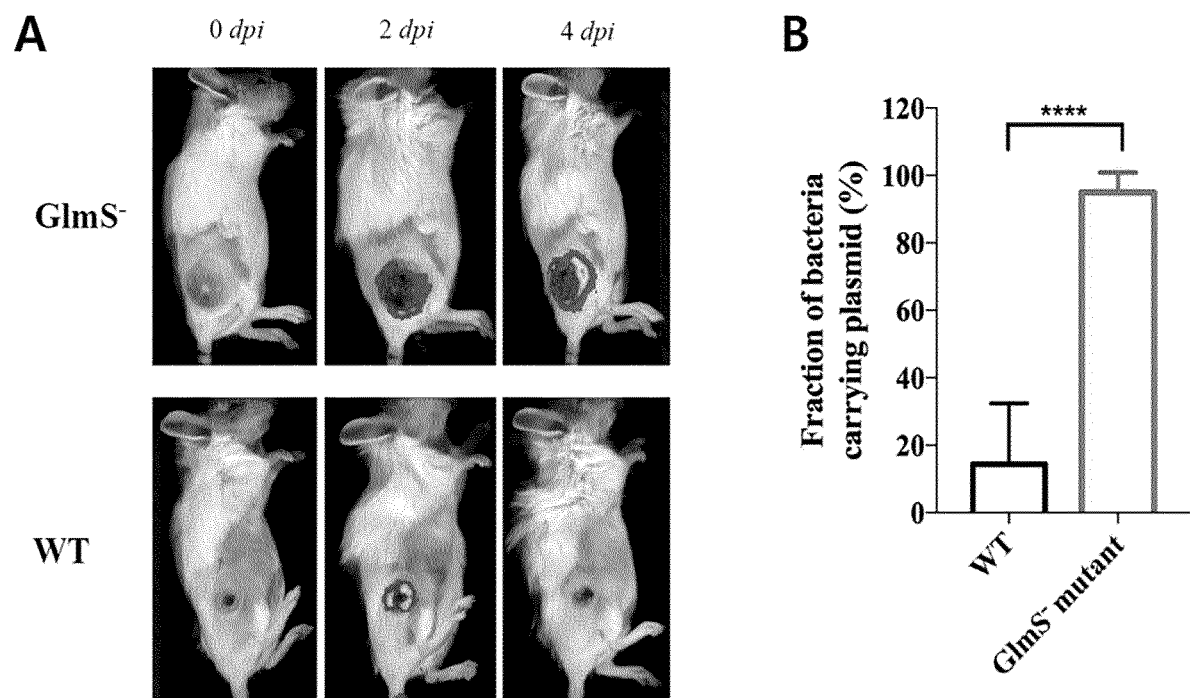 A
0 dpi
2 dpi
4 dpi
GlmS-
WT
B
Fraction of bacteria
carrying plasmid (%)
120
100
80
60
40
20
0
****
WT
GlmS- mutant